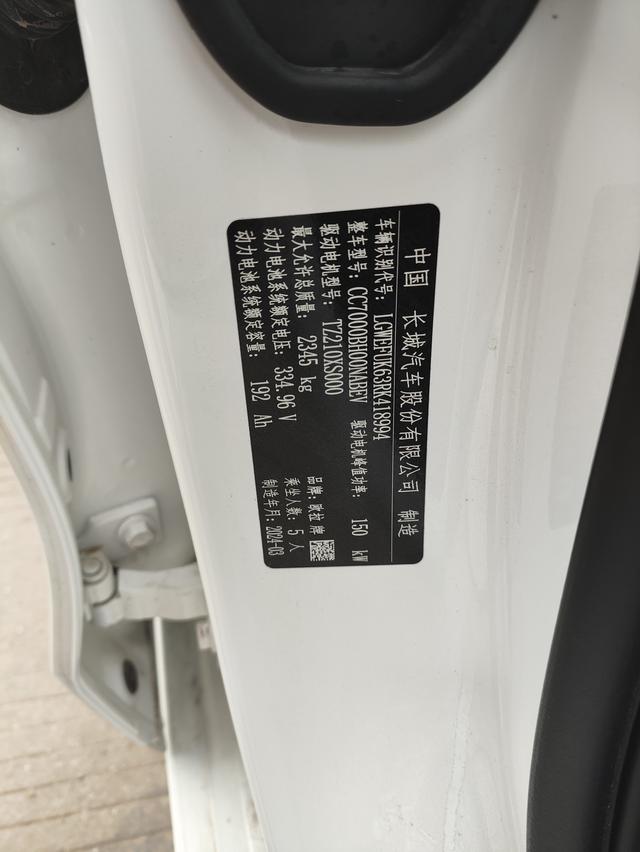 中国 长城汽车股份有限公司 制造
车辆识别代号: LGWEFUK63RK418994
整车型号: CC7000BH00NABEV 驱动电机峰值功率: 150 kW
驱动电机型号: TZ210XS000
最大允许总质量: 2345 kg 品牌: 欧拉 牌
动力电池系统额定电压: 334.96 V 乘坐人数: 5 人
动力电池系统额定容量: 192 Ah 制造年月: 2024-03